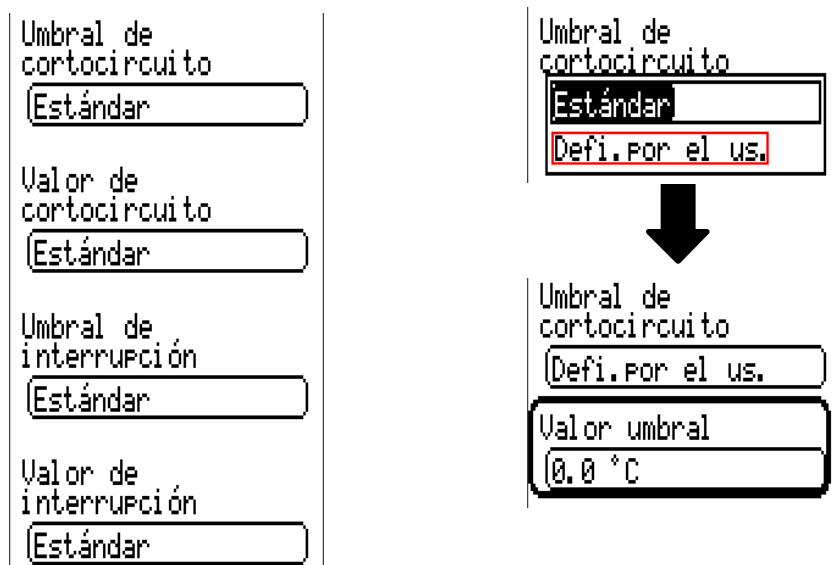 Umbral de
cortocircuito
Estándar
Valor de
cortocircuito
Estándar
Umbral de
interrupción
Estándar
Valor de
interrupción
Estándar
Umbral de
cortocircuito
Estándar
Defi.por el us.
Umbral de
cortocircuito
Defi.por el us.
Valor umbral
0.0 °C